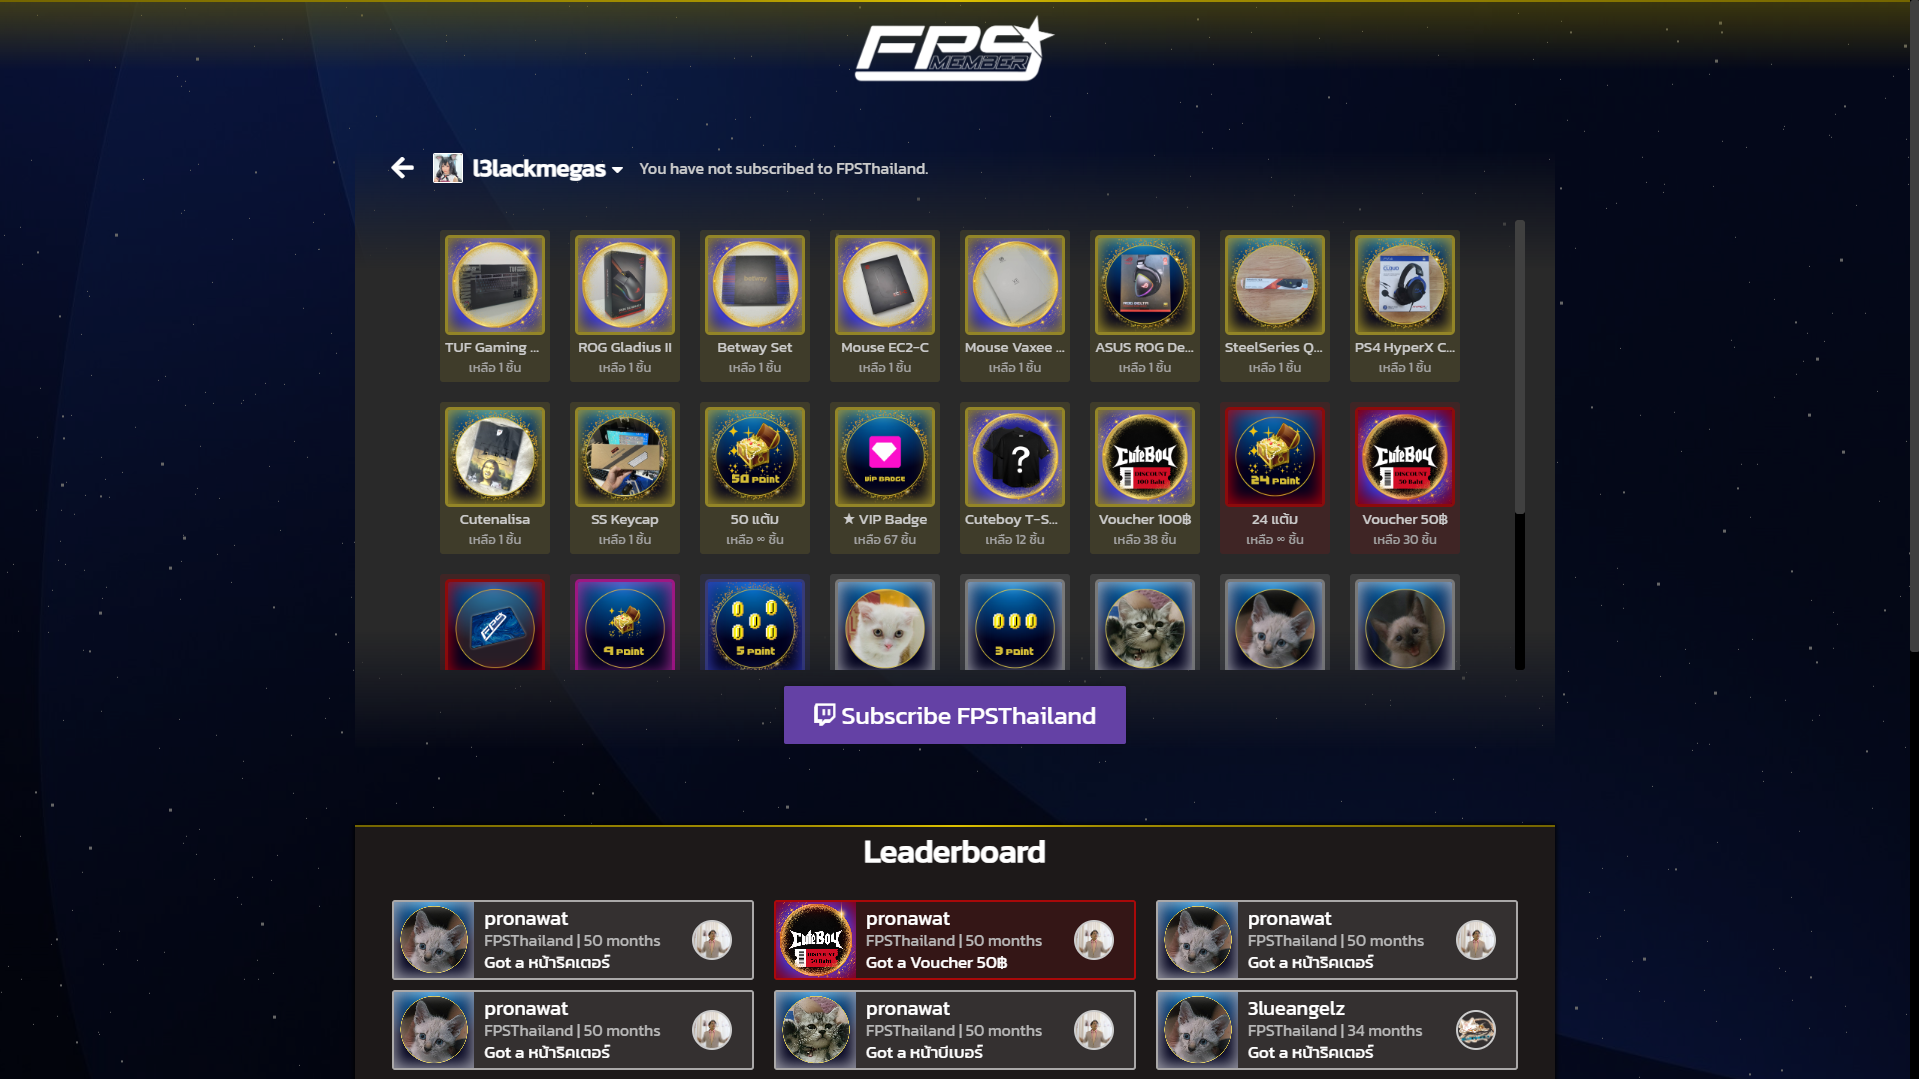 FPS
MEMBER
l3lackmegas
You have not subscribed to FPSThailand.
TUF Gaming ...
เหลือ 1 ชิ้น
ROG Gladius II
เหลือ 1 ชิ้น
Betway Set
เหลือ 1 ชิ้น
Mouse EC2-C
เหลือ 1 ชิ้น
Mouse Vaxee ...
เหลือ 1 ชิ้น
ASUS ROG De...
เหลือ 1 ชิ้น
SteelSeries Q...
เหลือ 1 ชิ้น
PS4 HyperX C...
เหลือ 1 ชิ้น
Cutenalisa
เหลือ 1 ชิ้น
SS Keycap
เหลือ 1 ชิ้น
50 Point
50 แต้ม
เหลือ ∞ ชิ้น
VIP BADGE
★ VIP Badge
เหลือ 67 ชิ้น
?
Cuteboy T-S...
เหลือ 12 ชิ้น
CuteBoy
DISCOUNT
100 Baht
Voucher 100฿
เหลือ 38 ชิ้น
24 Point
24 แต้ม
เหลือ ∞ ชิ้น
CuteBoy
DISCOUNT
50 Baht
Voucher 50฿
เหลือ 30 ชิ้น
FPS
9 Point
5 Point
3 Point
Subscribe FPSThailand
Leaderboard
pronawat
FPSThailand | 50 months
Got a หน้าริคเตอร์
CuteBoy
pronawat
FPSThailand | 50 months
Got a Voucher 50฿
pronawat
FPSThailand | 50 months
Got a หน้าริคเตอร์
pronawat
FPSThailand | 50 months
Got a หน้าริคเตอร์
pronawat
FPSThailand | 50 months
Got a หน้าบีเบอร์
3lueangelz
FPSThailand | 34 months
Got a หน้าริคเตอร์